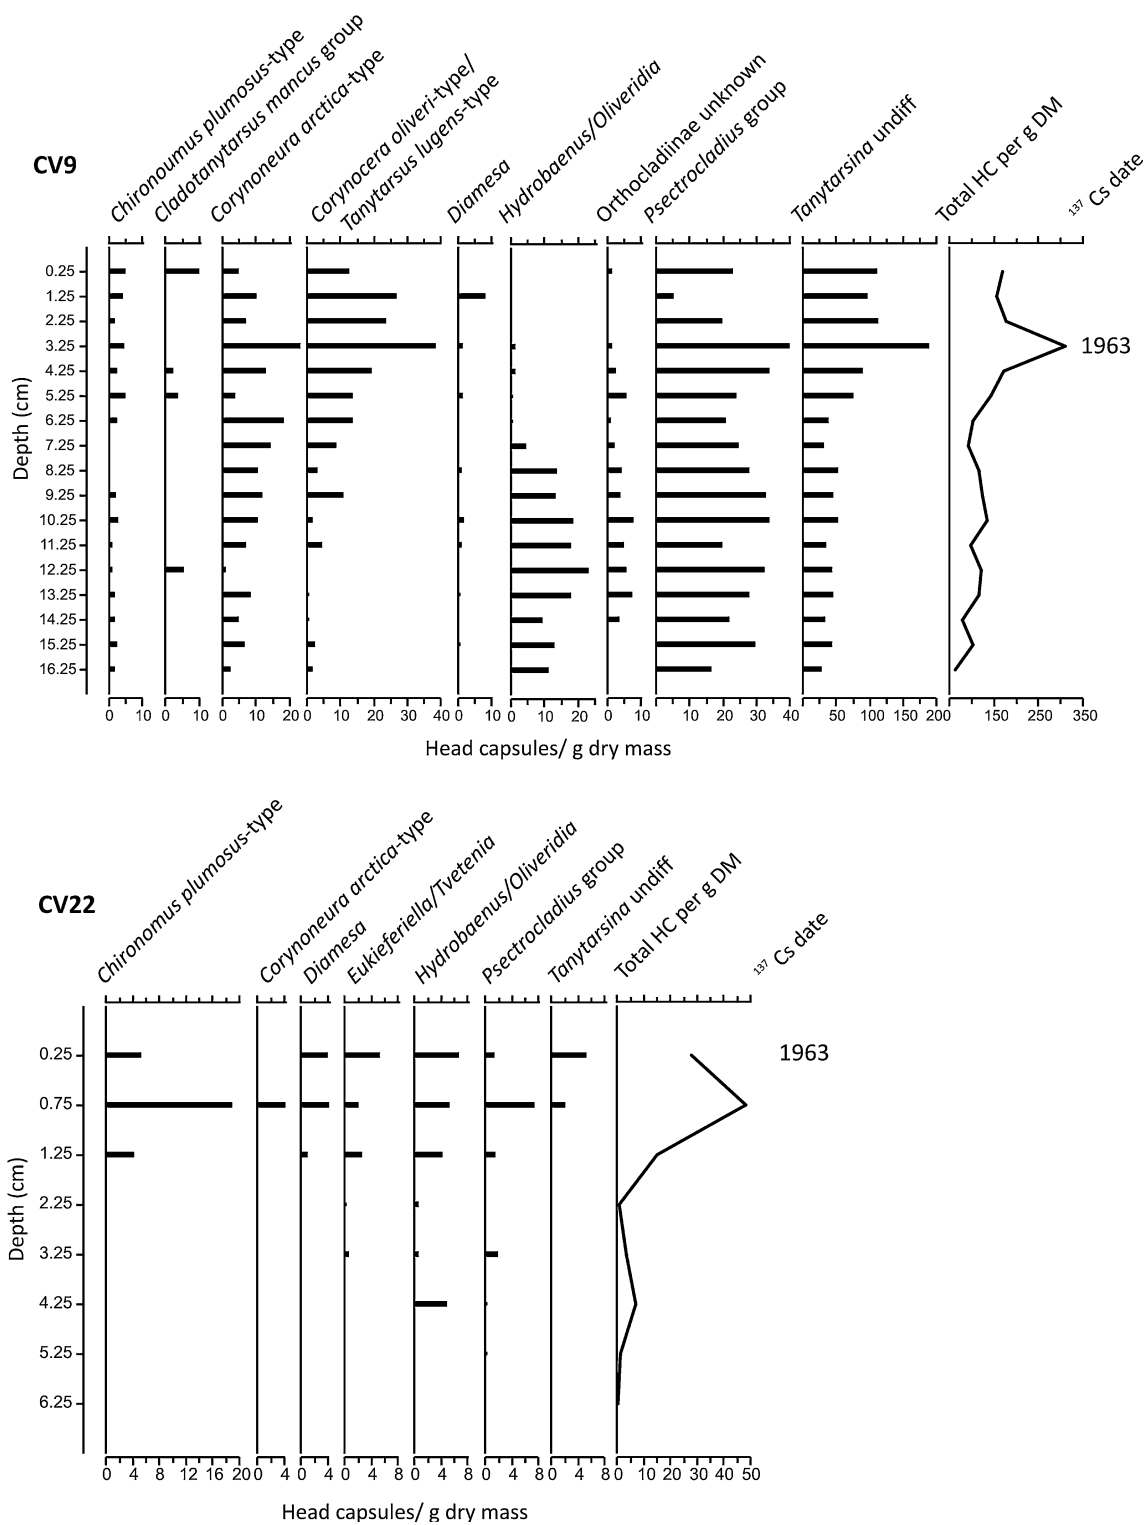 CV9
Chironoumus plumosus-type
Cladotanytarsus mancus group
Corynoneura arctica-type
Corynocera oliveri-type/
Tanytarsus lugens-type
Diamesa
Hydrobaenus/Oliveridia
Orthocladiinae unknown
Psectrocladius group
Tanytarsina undiff
Total HC per g DM
137 Cs date
Depth (cm)
0.25
1.25
2.25
3.25
1963
4.25
5.25
6.25
7.25
8.25
9.25
10.25
11.25
12.25
13.25
14.25
15.25
16.25
0 10 0 10 0 10 20 0 10 20 30 40 0 10 0 10 20 0 10 0 10 20 30 40 0 50 100 150 200 150 250 350
Head capsules/ g dry mass
CV22
Chironomus plumosus-type
Corynoneura arctica-type
Diamesa
Eukieferiella/Tvetenia
Hydrobaenus/Oliveridia
Psectrocladius group
Tanytarsina undiff
Total HC per g DM
137 Cs date
Depth (cm)
0.25
1963
0.75
1.25
2.25
3.25
4.25
5.25
6.25
0 4 8 12 16 20 0 4 0 4 0 4 8 0 4 8 0 4 8 0 4 8 0 10 20 30 40 50
Head capsules/ g dry mass